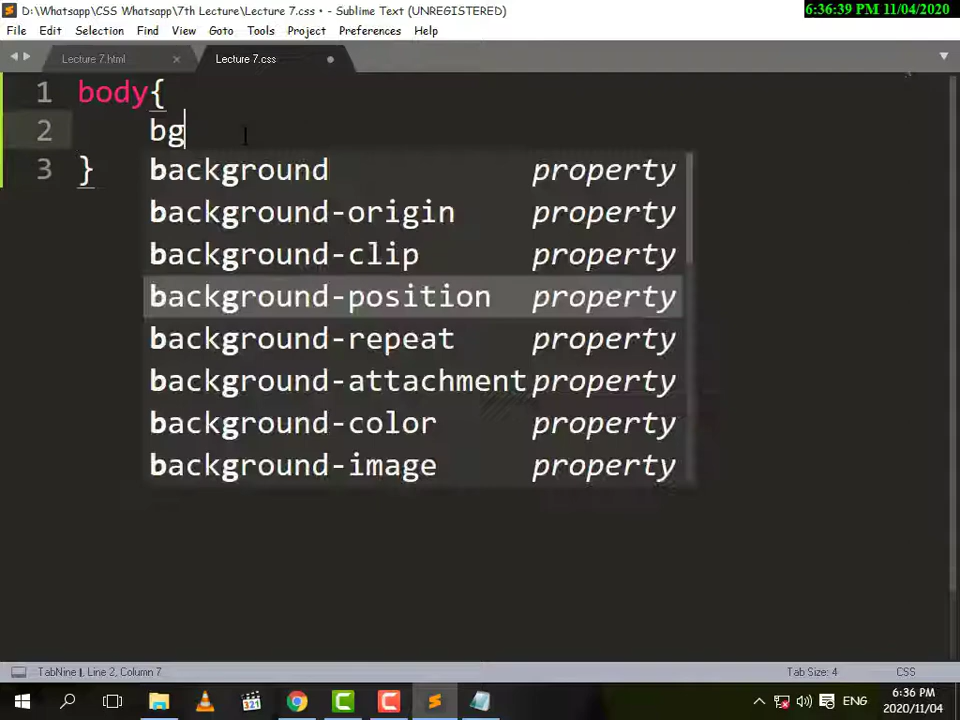 D:\Whatsapp\CSS Whatsapp\7th Lecture\Lecture 7.css • - Sublime Text (UNREGISTERED)
6:36:39 PM 11/04/2020
File Edit Selection Find View Goto Tools Project Preferences Help
Lecture 7.html × Lecture 7.css
1 body{
2 bg
3 }
background property
background-origin property
background-clip property
background-position property
background-repeat property
background-attachment property
background-color property
background-image property
TabNine 1, Line 2, Column 7 Tab Size: 4 CSS
321
ENG
6:36 PM
2020/11/04